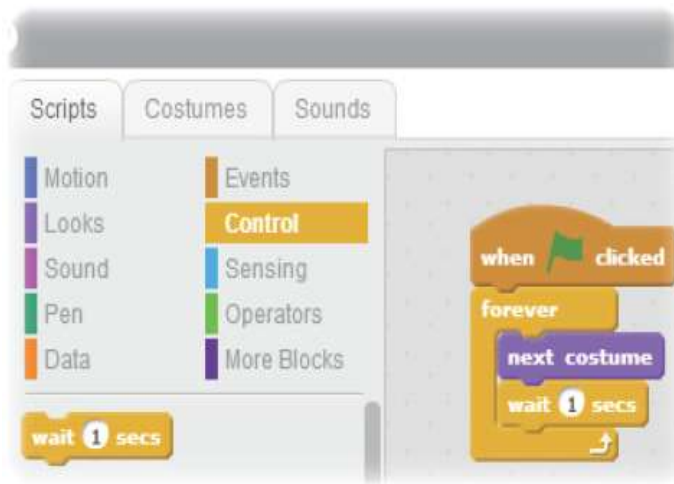 Scripts Costumes Sounds
Motion Events
Looks Control
Sound Sensing
Pen Operators
Data More Blocks
wait 1 secs
when clicked
forever
next costume
wait 1 secs